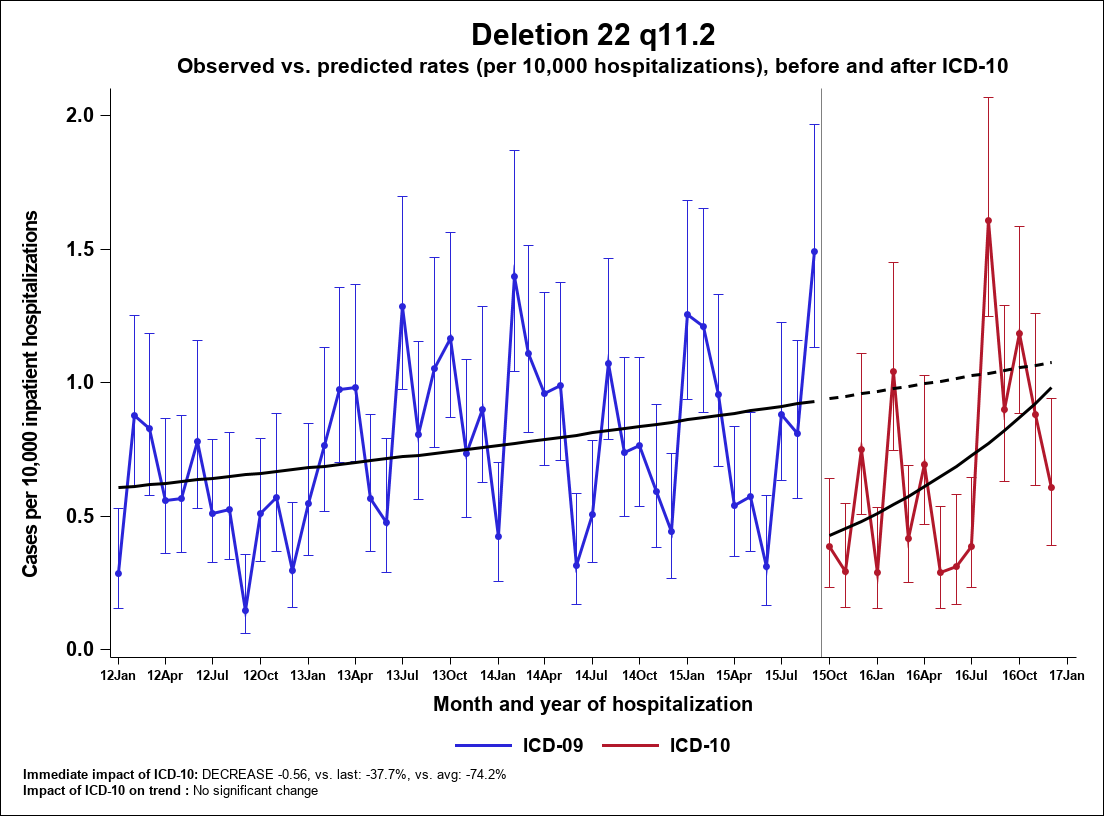 Deletion 22 q11.2
Observed vs. predicted rates (per 10,000 hospitalizations), before and after ICD-10
Cases per 10,000 inpatient hospitalizations
2.0
1.5
1.0
0.5
0.0
12Jan 12Apr 12Jul 12Oct 13Jan 13Apr 13Jul 13Oct 14Jan 14Apr 14Jul 14Oct 15Jan 15Apr 15Jul 15Oct 16Jan 16Apr 16Jul 16Oct 17Jan
Month and year of hospitalization
ICD-09 ICD-10
Immediate impact of ICD-10: DECREASE -0.56, vs. last: -37.7%, vs. avg: -74.2%
Impact of ICD-10 on trend : No significant change